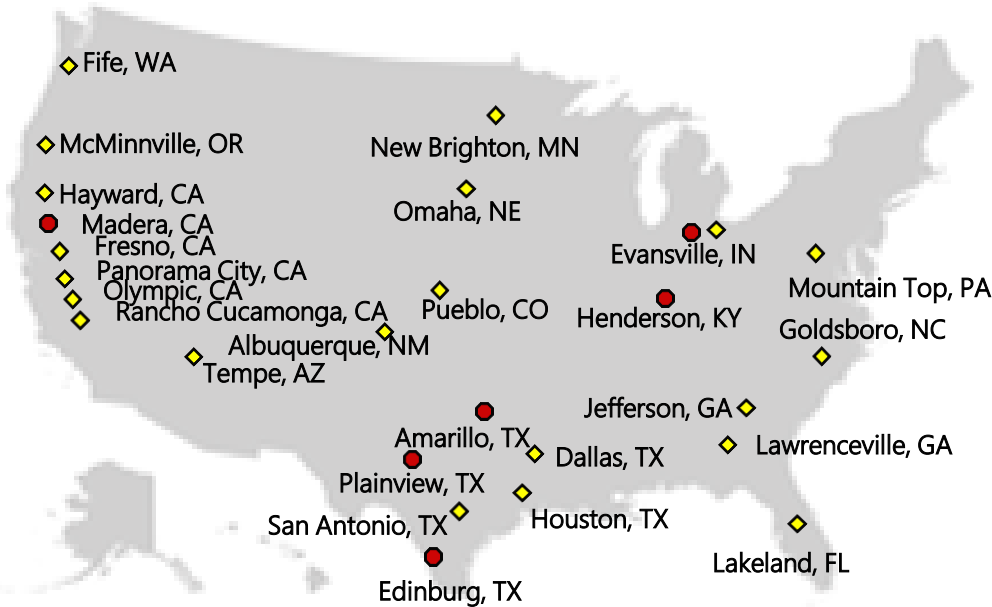 Fife, WA
McMinnville, OR
New Brighton, MN
Hayward, CA
Omaha, NE
Madera, CA
Fresno, CA
Evansville, IN
Panorama City, CA
Olympic, CA
Mountain Top, PA
Rancho Cucamonga, CA
Pueblo, CO
Henderson, KY
Goldsboro, NC
Albuquerque, NM
Tempe, AZ
Jefferson, GA
Amarillo, TX
Lawrenceville, GA
Dallas, TX
Plainview, TX
San Antonio, TX
Houston, TX
Lakeland, FL
Edinburg, TX